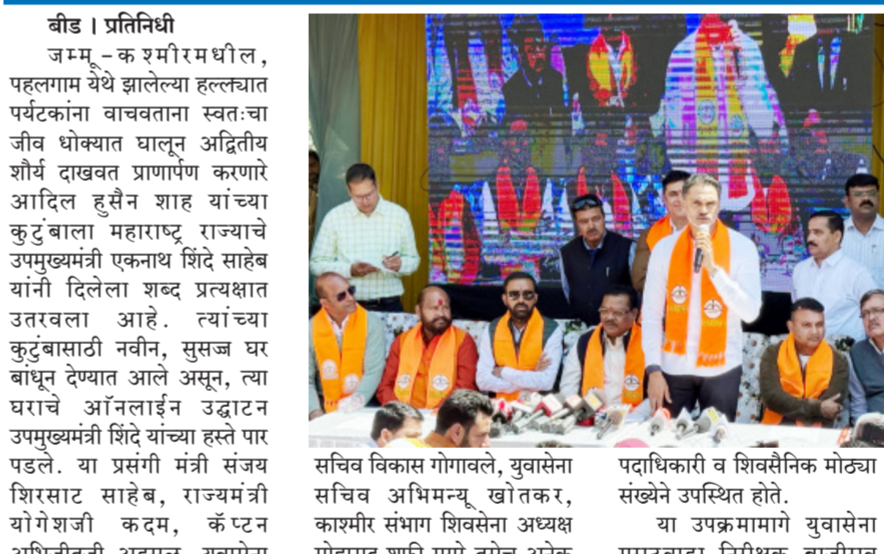 बीड । प्रतिनिधी
जम्मू-कश्मीरमधील,
पहलगाम येथे झालेल्या हल्ल्यात
पर्यटकांना वाचवताना स्वतःचा
जीव धोक्यात घालून अद्वितीय
शौर्य दाखवत प्राणार्पण करणारे
आदिल हुसैन शाह यांच्या
कुटुंबाला महाराष्ट्र राज्याचे
उपमुख्यमंत्री एकनाथ शिंदे साहेब
यांनी दिलेला शब्द प्रत्यक्षात
उतरवला आहे. त्यांच्या
कुटुंबासाठी नवीन, सुसज्ज घर
बांधून देण्यात आले असून, त्या
घराचे ऑनलाईन उद्घाटन
उपमुख्यमंत्री शिंदे यांच्या हस्ते पार
पडले. या प्रसंगी मंत्री संजय
शिरसाट साहेब, राज्यमंत्री
योगेशजी कदम, कॅप्टन
सचिव विकास गोगावले, युवासेना
सचिव अभिमन्यू खोतकर,
काश्मीर संभाग शिवसेना अध्यक्ष
पदाधिकारी व शिवसैनिक मोठ्या
संख्येने उपस्थित होते.
या उपक्रमामागे युवासेना